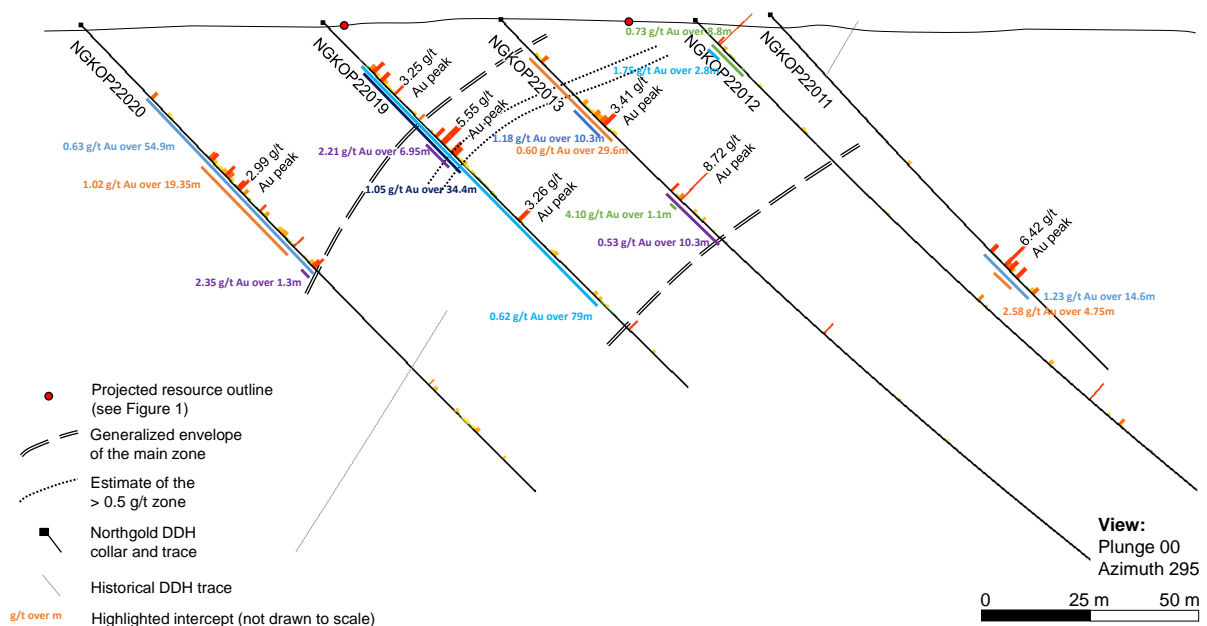 NGKOP22020
NGKOP22019
NGKOP22013
NGKOP22012
NGKOP22011
0.73 g/t Au over 8.8m
1.75 g/t Au over 2.8m
3.25 g/t
Au peak
5.55 g/t
Au peak
3.41 g/t
Au peak
0.63 g/t Au over 54.9m
2.99 g/t
Au peak
1.02 g/t Au over 19.35m
2.21 g/t Au over 6.95m
1.18 g/t Au over 10.3m
0.60 g/t Au over 29.6m
1.05 g/t Au over 34.4m
3.26 g/t
Au peak
8.72 g/t
Au peak
4.10 g/t Au over 1.1m
0.53 g/t Au over 10.3m
2.35 g/t Au over 1.3m
0.62 g/t Au over 79m
6.42 g/t
Au peak
1.23 g/t Au over 14.6m
2.58 g/t Au over 4.75m
Projected resource outline
(see Figure 1)
Generalized envelope
of the main zone
Estimate of the
> 0.5 g/t zone
Northgold DDH
collar and trace
Historical DDH trace
g/t over m
Highlighted intercept (not drawn to scale)
View:
Plunge 00
Azimuth 295
0 25 m 50 m